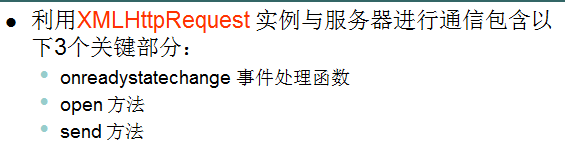 利用XMLHttpRequest 实例与服务器进行通信包含以
下3个关键部分：
onreadystatechange 事件处理函数
open 方法
send 方法